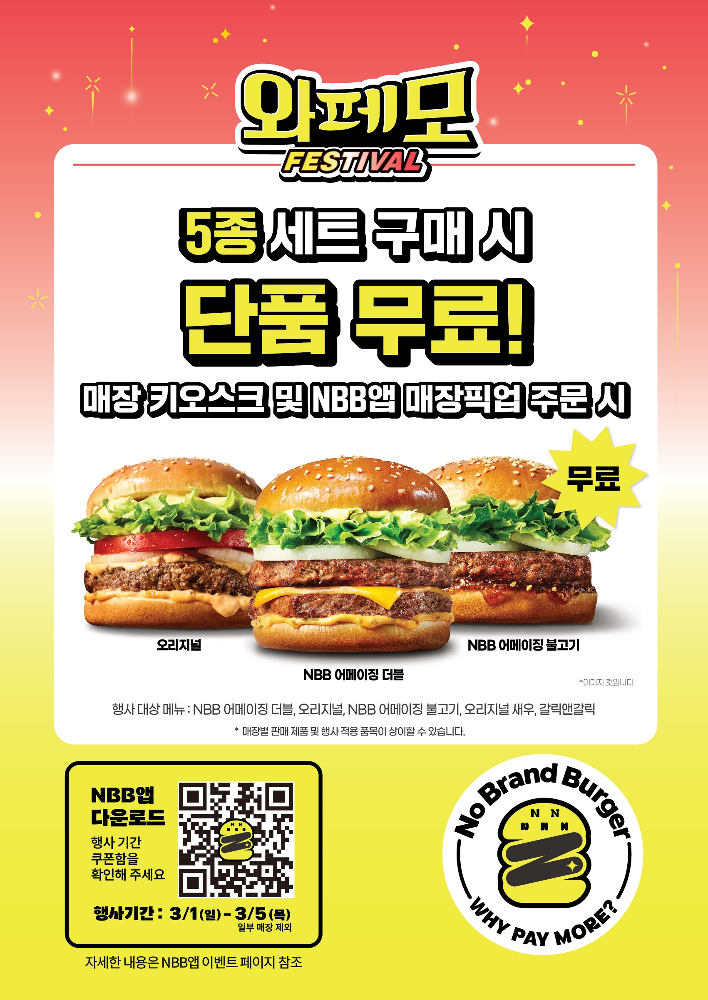 와페모
FESTIVAL
5종 세트 구매 시
단품 무료!
매장 키오스크 및 NBB앱 매장픽업 주문 시
무료
오리지널
NBB 어메이징 불고기
NBB 어메이징 더블
*이미지 컷입니다.
행사 대상 메뉴 : NBB 어메이징 더블, 오리지널, NBB 어메이징 불고기, 오리지널 새우, 갈릭앤갈릭
* 매장별 판매 제품 및 행사 적용 품목이 상이할 수 있습니다.
NBB앱
다운로드
행사 기간
쿠폰함을
확인해 주세요
N N
N N N
행사기간 : 3/1(일) - 3/5(목)
일부 매장 제외
자세한 내용은 NBB앱 이벤트 페이지 참조
No Brand Burger
N N
N N N
WHY PAY MORE?